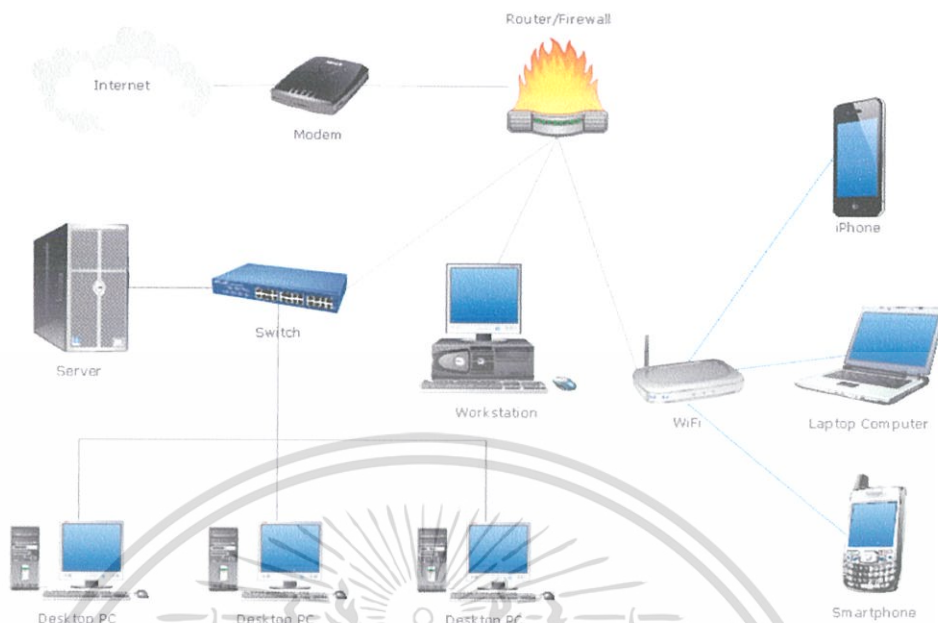 Router/Firewall
Internet
Modem
iPhone
Switch
Server
Workstation
WiFi
Laptop Computer
Desktop PC
Desktop PC
Desktop PC
Smartphone